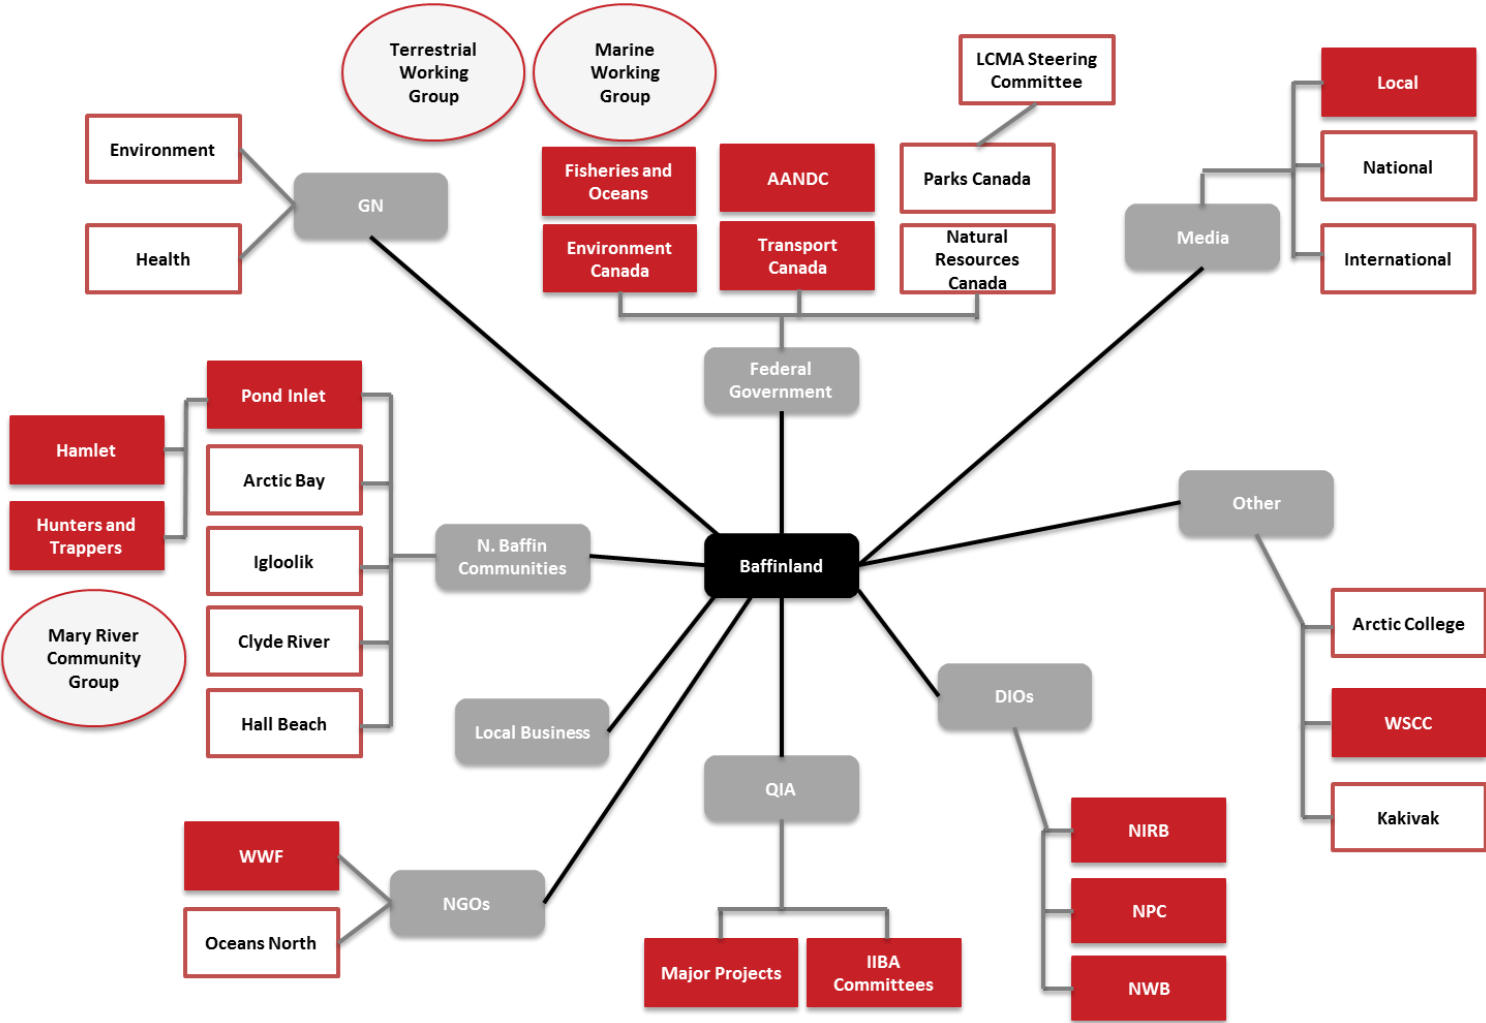 Terrestrial
Working
Group
Marine
Working
Group
LCMA Steering
Committee
Local
National
International
Media
Environment
Health
GN
Fisheries and
Oceans
AANDC
Parks Canada
Environment
Canada
Transport
Canada
Natural
Resources
Canada
Federal
Government
Pond Inlet
Hamlet
Hunters and
Trappers
Arctic Bay
Igloolik
Clyde River
Hall Beach
N. Baffin
Communities
Mary River
Community
Group
Baffinland
Other
Arctic College
WSCC
Kakivak
Local Business
DIOs
NIRB
NPC
NWB
QIA
Major Projects
IIBA
Committees
WWF
Oceans North
NGOs